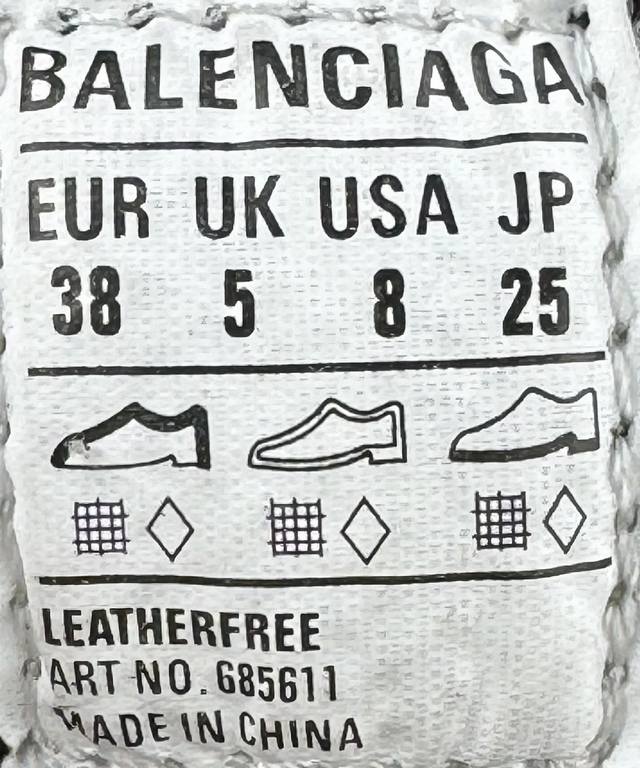 BALENCIAGA
EUR UK USA JP
38 5 8 25
LEATHERFREE
ART NO. 685611
MADE IN CHINA